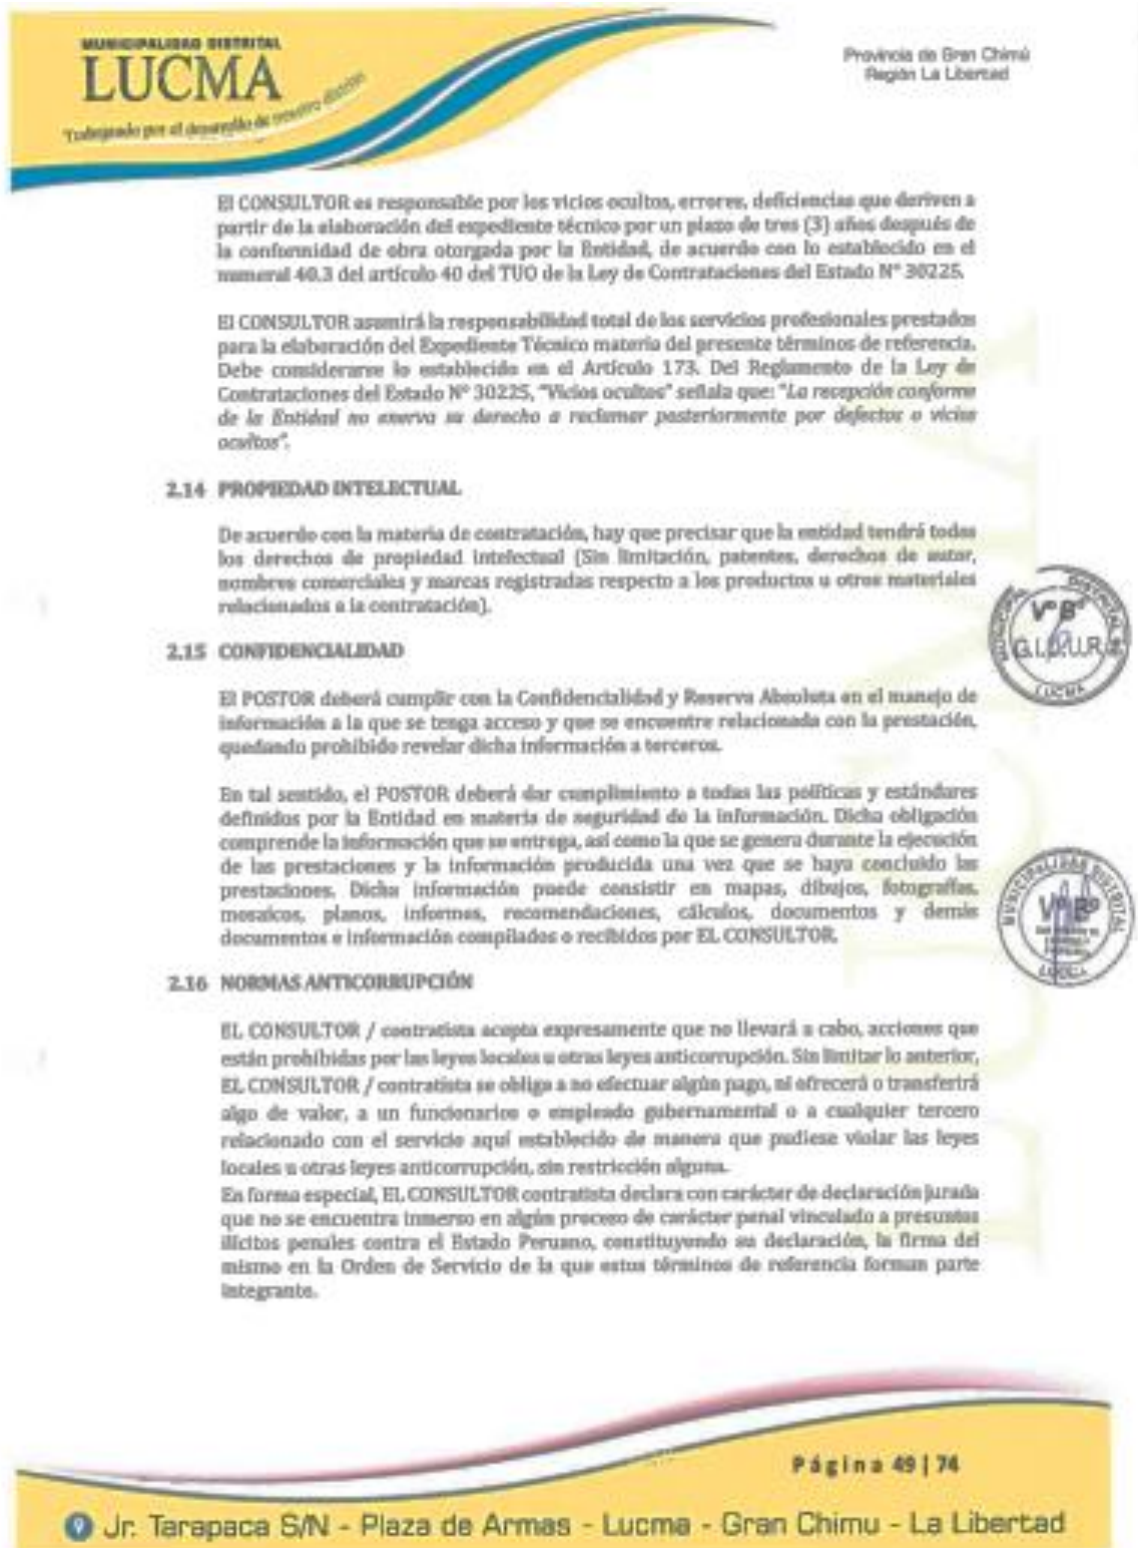 MUNICIPALIDAD DISTRITAL
LUCMA
Trabajando por el desarrollo de nuestro distrito
Provincia de Gran Chimú
Región La Libertad
El CONSULTOR es responsable por los vicios ocultos, errores, deficiencias que deriven a
partir de la elaboración del expediente técnico por un plazo de tres (3) años después de
la conformidad de obra otorgada por la Entidad, de acuerdo con lo establecido en el
numeral 40.3 del artículo 40 del TUO de la Ley de Contrataciones del Estado N° 30225.
El CONSULTOR asumirá la responsabilidad total de los servicios profesionales prestados
para la elaboración del Expediente Técnico materia del presente términos de referencia.
Debe considerarse lo establecido en el Artículo 173. Del Reglamento de la Ley de
Contrataciones del Estado Nº 30225, "Vicios ocultos" señala que: "La recepción conforme
de la Entidad no enerva su derecho a reclamar posteriormente por defectos o vicios
ocultos".
2.14 PROPIEDAD INTELECTUAL
De acuerdo con la materia de contratación, hay que precisar que la entidad tendrá todos
los derechos de propiedad intelectual (Sin limitación, patentes, derechos de autor,
nombres comerciales y marcas registradas respecto a los productos u otros materiales
relacionados a la contratación).
2.15 CONFIDENCIALIDAD
El POSTOR deberá cumplir con la Confidencialidad y Reserva Absoluta en el manejo de
información a la que se tenga acceso y que se encuentre relacionada con la prestación,
quedando prohibido revelar dicha información a terceros.
En tal sentido, el POSTOR deberá dar cumplimiento a todas las políticas y estándares
definidos por la Entidad en materia de seguridad de la información. Dicha obligación
comprende la información que se entrega, así como la que se genera durante la ejecución
de las prestaciones y la información producida una vez que se haya concluido las
prestaciones. Dicha información puede consistir en mapas, dibujos, fotografías,
mosaicos, planos, informes, recomendaciones, cálculos, documentos y demás
documentos e información compilados o recibidos por EL CONSULTOR.
2.16 NORMAS ANTICORRUPCIÓN
EL CONSULTOR / contratista acepta expresamente que no llevará a cabo, acciones que
están prohibidas por las leyes locales u otras leyes anticorrupción. Sin limitar lo anterior,
EL CONSULTOR / contratista se obliga a no efectuar algún pago, ni ofrecerá o transferirá
algo de valor, a un funcionarios o empleado gubernamental o a cualquier tercero
relacionado con el servicio aquí establecido de manera que pudiese violar las leyes
locales u otras leyes anticorrupción, sin restricción alguna.
En forma especial, EL CONSULTOR contratista declara con carácter de declaración jurada
que no se encuentra inmerso en algún proceso de carácter penal vinculado a presuntos
ilícitos penales contra el Estado Peruano, constituyendo su declaración, la firma del
mismo en la Orden de Servicio de la que estos términos de referencia forman parte
integrante.
MUNICIPAL DISTRITAL DE
V° B°
G.I.D.U.R
LUCMA
MUNICIPALIDAD DISTRITAL
V° B°
LUCMA
LUCMA
Página 49 | 74
Jr. Tarapaca S/N - Plaza de Armas - Lucma - Gran Chimu - La Libertad